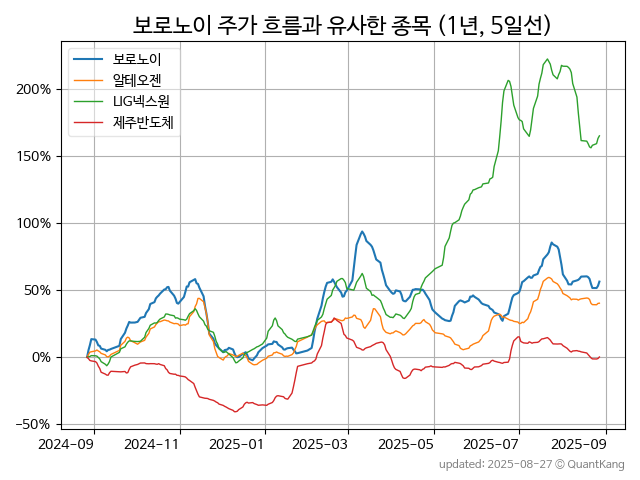 보로노이 주가 흐름과 유사한 종목 (1년, 5일선)
보로노이
알테오젠
LIG넥스원
제주반도체
200%
150%
100%
50%
0%
−50%
2024-09 2024-11 2025-01 2025-03 2025-05 2025-07 2025-09
updated: 2025-08-27 © QuantKang